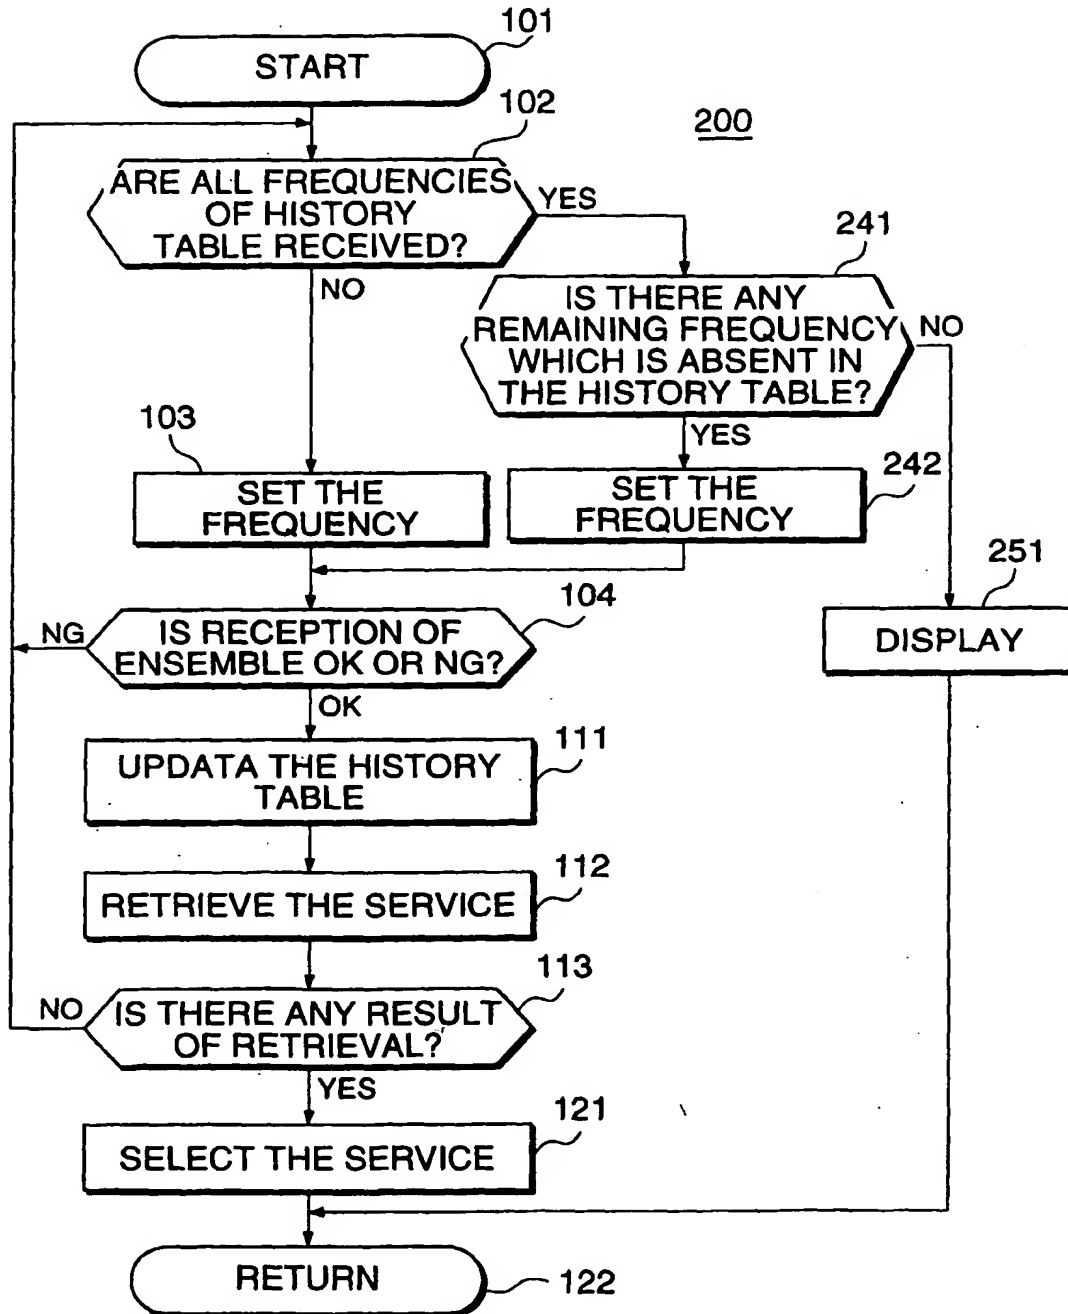 101
START
102
200
ARE ALL FREQUENCIES
OF HISTORY
TABLE RECEIVED?
YES
241
NO
IS THERE ANY
REMAINING FREQUENCY
WHICH IS ABSENT IN
THE HISTORY TABLE?
NO
YES
103
SET THE
FREQUENCY
242
SET THE
FREQUENCY
104
251
NG
IS RECEPTION OF
ENSEMBLE OK OR NG?
DISPLAY
OK
111
UPDATA THE HISTORY
TABLE
112
RETRIEVE THE SERVICE
113
NO
IS THERE ANY RESULT
OF RETRIEVAL?
YES
121
SELECT THE SERVICE
RETURN
122